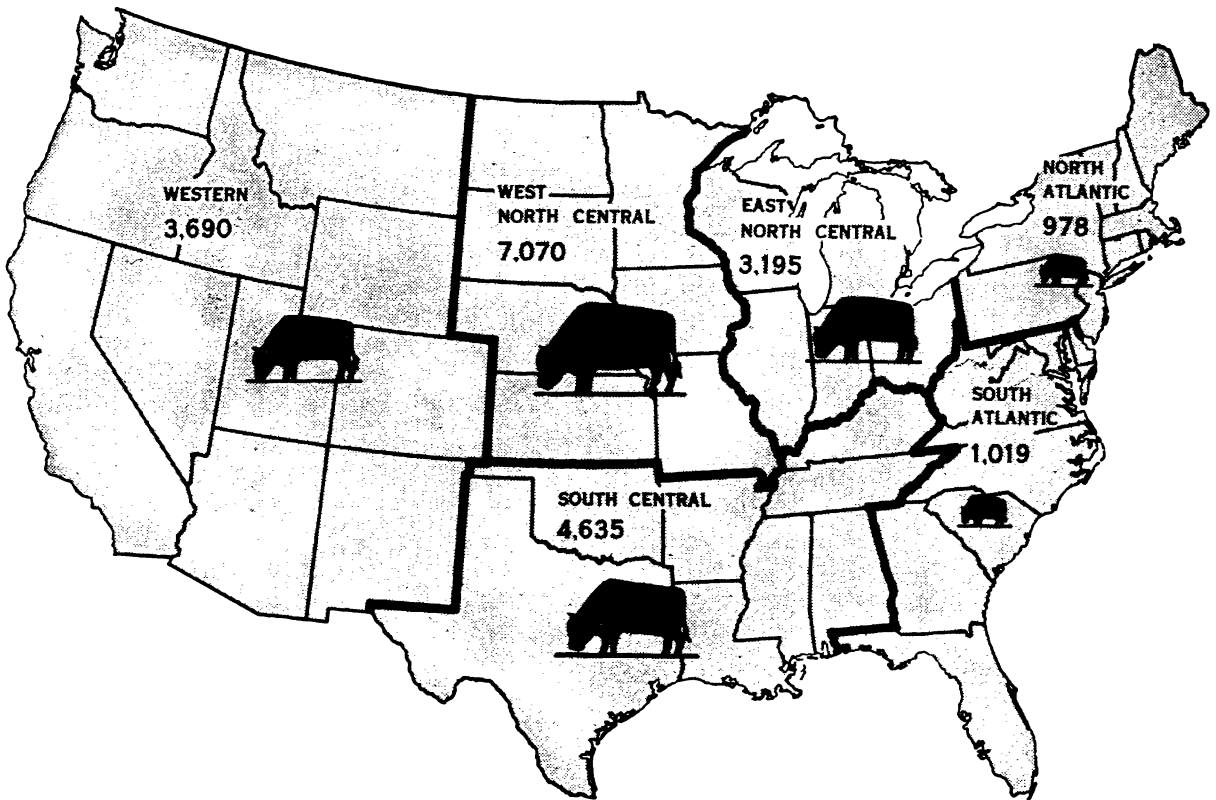 WESTERN
3,690
WEST
NORTH CENTRAL
7,070
EAST
NORTH CENTRAL
3,195
NORTH
ATLANTIC
978
SOUTH
ATLANTIC
1,019
SOUTH CENTRAL
4,635